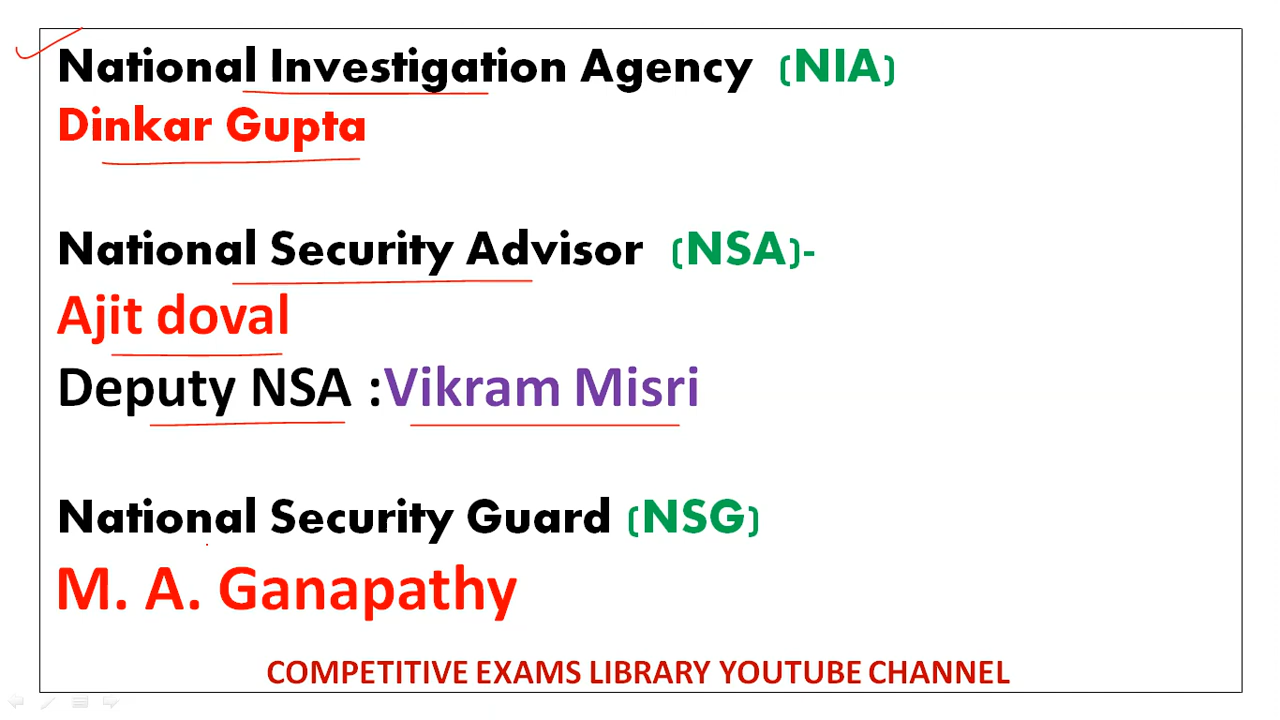 National Investigation Agency (NIA)
Dinkar Gupta
National Security Advisor (NSA)-
Ajit doval
Deputy NSA :Vikram Misri
National Security Guard (NSG)
M. A. Ganapathy
COMPETITIVE EXAMS LIBRARY YOUTUBE CHANNEL